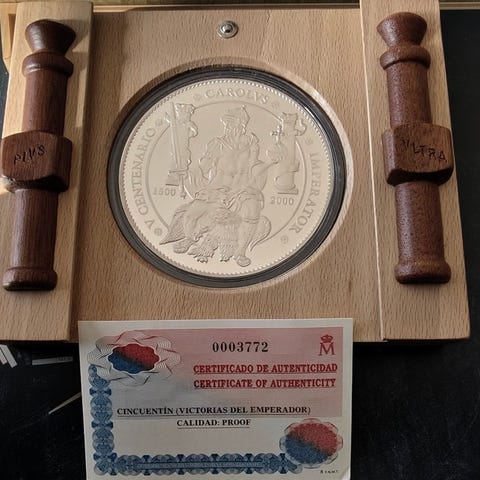 PLVS
VLTRA
V CENTENARIO
CAROLVS
IMPERATOR
1500
2000
0003772
M
CERTIFICADO DE AUTENTICIDAD
CERTIFICATE OF AUTHENTICITY
CINCUENTÍN (VICTORIAS DEL EMPERADOR)
CALIDAD: PROOF